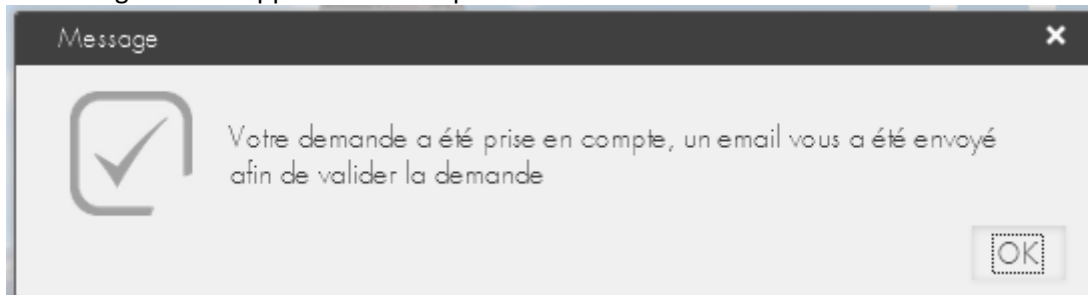 Message
Votre demande a été prise en compte, un email vous a été envoyé
afin de valider la demande
OK